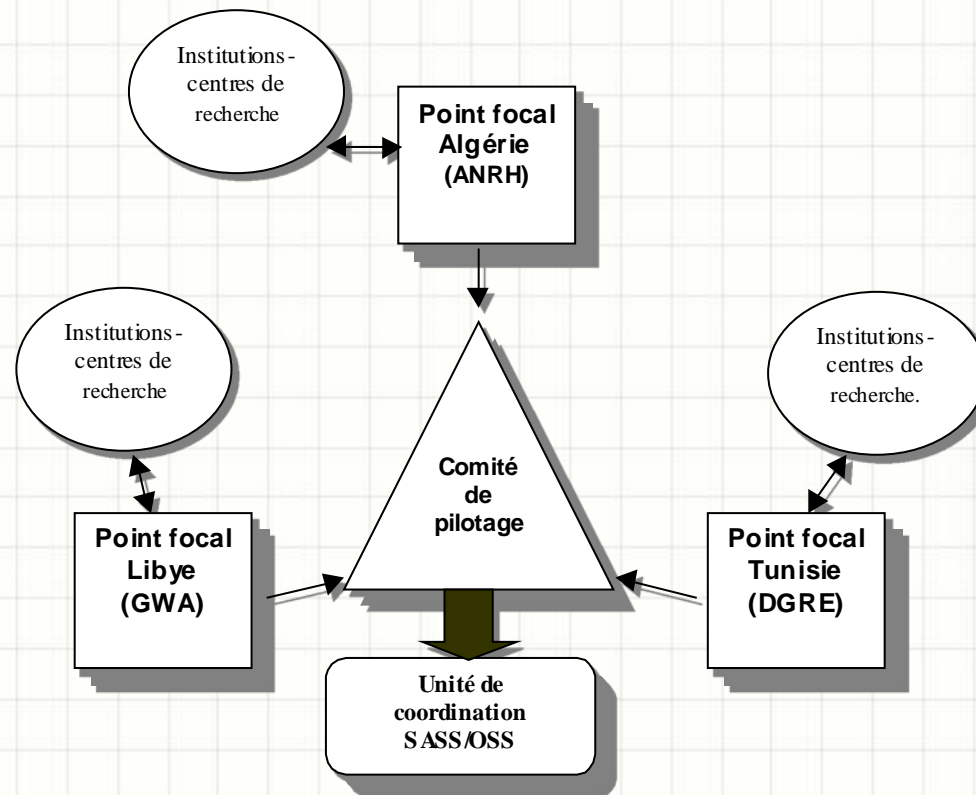 Institutions-
centres de
recherche
Point focal
Algérie
(ANRH)
Institutions-
centres de
recherche
Institutions-
centres de
recherche.
Comité
de
pilotage
Point focal
Libye
(GWA)
Point focal
Tunisie
(DGRE)
Unité de
coordination
SASS/OSS